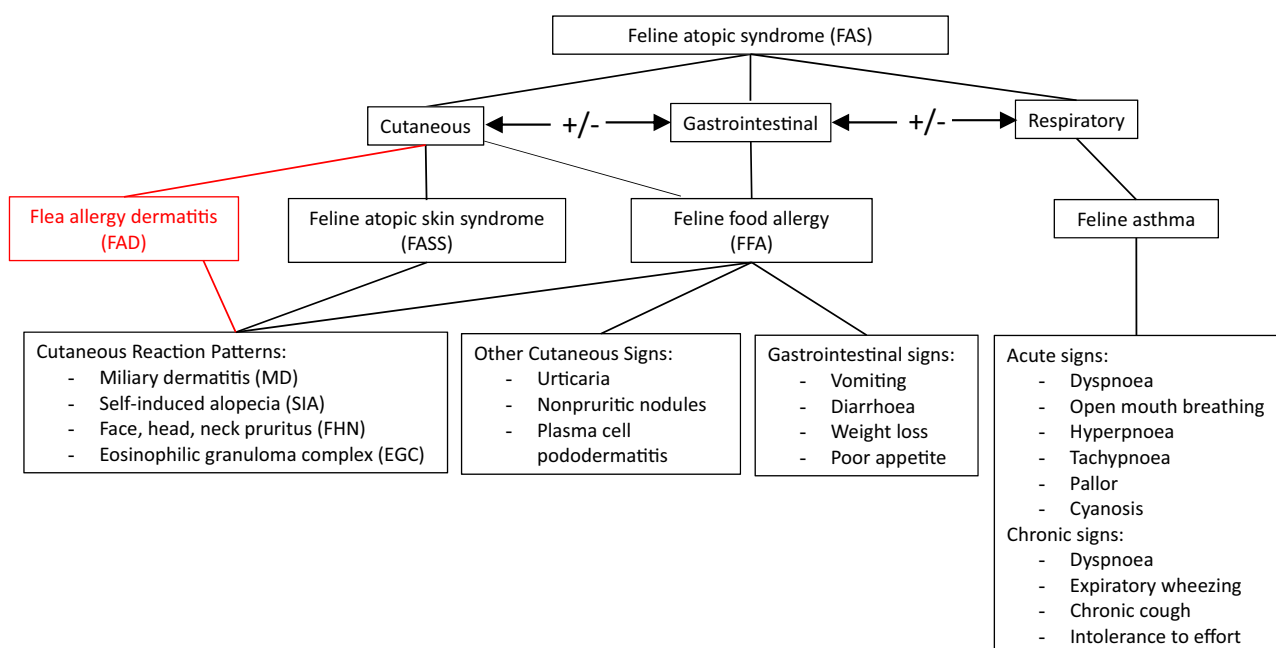 Feline atopic syndrome (FAS)
Cutaneous
+/-
Gastrointestinal
+/-
Respiratory
Flea allergy dermatitis
(FAD)
Feline atopic skin syndrome
(FASS)
Feline food allergy
(FFA)
Feline asthma
Cutaneous Reaction Patterns:
- Miliary dermatitis (MD)
- Self-induced alopecia (SIA)
- Face, head, neck pruritus (FHN)
- Eosinophilic granuloma complex (EGC)
Other Cutaneous Signs:
- Urticaria
- Nonpruritic nodules
- Plasma cell
pododermatitis
Gastrointestinal signs:
- Vomiting
- Diarrhoea
- Weight loss
- Poor appetite
Acute signs:
- Dyspnoea
- Open mouth breathing
- Hyperpnoea
- Tachypnoea
- Pallor
- Cyanosis
Chronic signs:
- Dyspnoea
- Expiratory wheezing
- Chronic cough
- Intolerance to effort